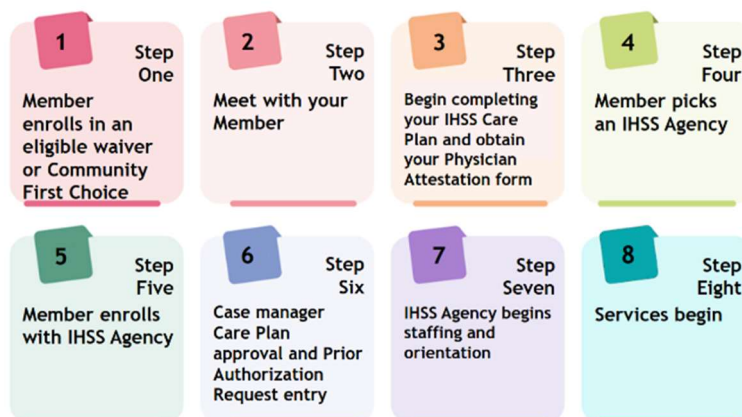 1
Step
One
Member
enrolls in an
eligible waiver
or Community
First Choice
2
Step
Two
Meet with your
Member
3
Step
Three
Begin completing
your IHSS Care
Plan and obtain
your Physician
Attestation form
4
Step
Four
Member picks
an IHSS Agency
5
Step
Five
Member enrolls
with IHSS Agency
6
Step
Six
Case manager
Care Plan
approval and Prior
Authorization
Request entry
7
Step
Seven
IHSS Agency begins
staffing and
orientation
8
Step
Eight
Services begin